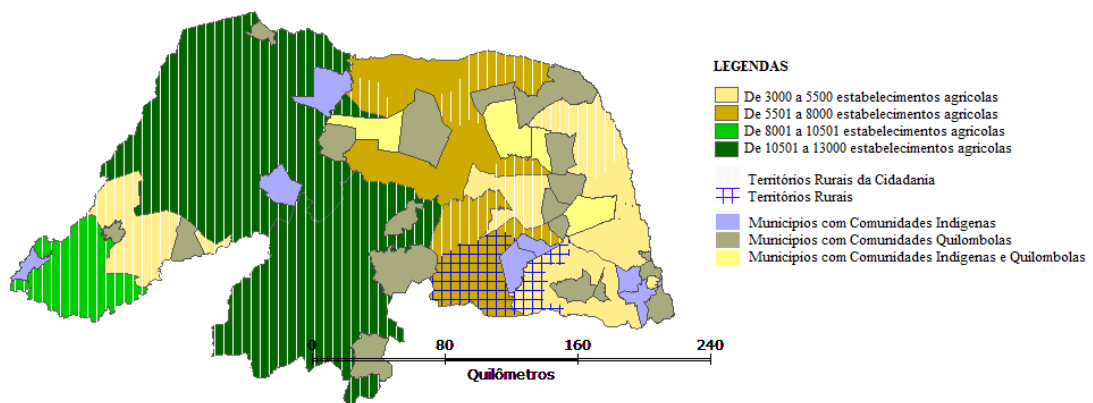 LEGENDAS
De 3000 a 5500 estabelecimentos agricolas
De 5501 a 8000 estabelecimentos agricolas
De 8001 a 10501 estabelecimentos agricolas
De 10501 a 13000 estabelecimentos agricolas
Territórios Rurais da Cidadania
Territórios Rurais
Municípios com Comunidades Indigenas
Municípios com Comunidades Quilombolas
Municípios com Comunidades Indigenas e Quilombolas
0 80 160 240
Quilômetros